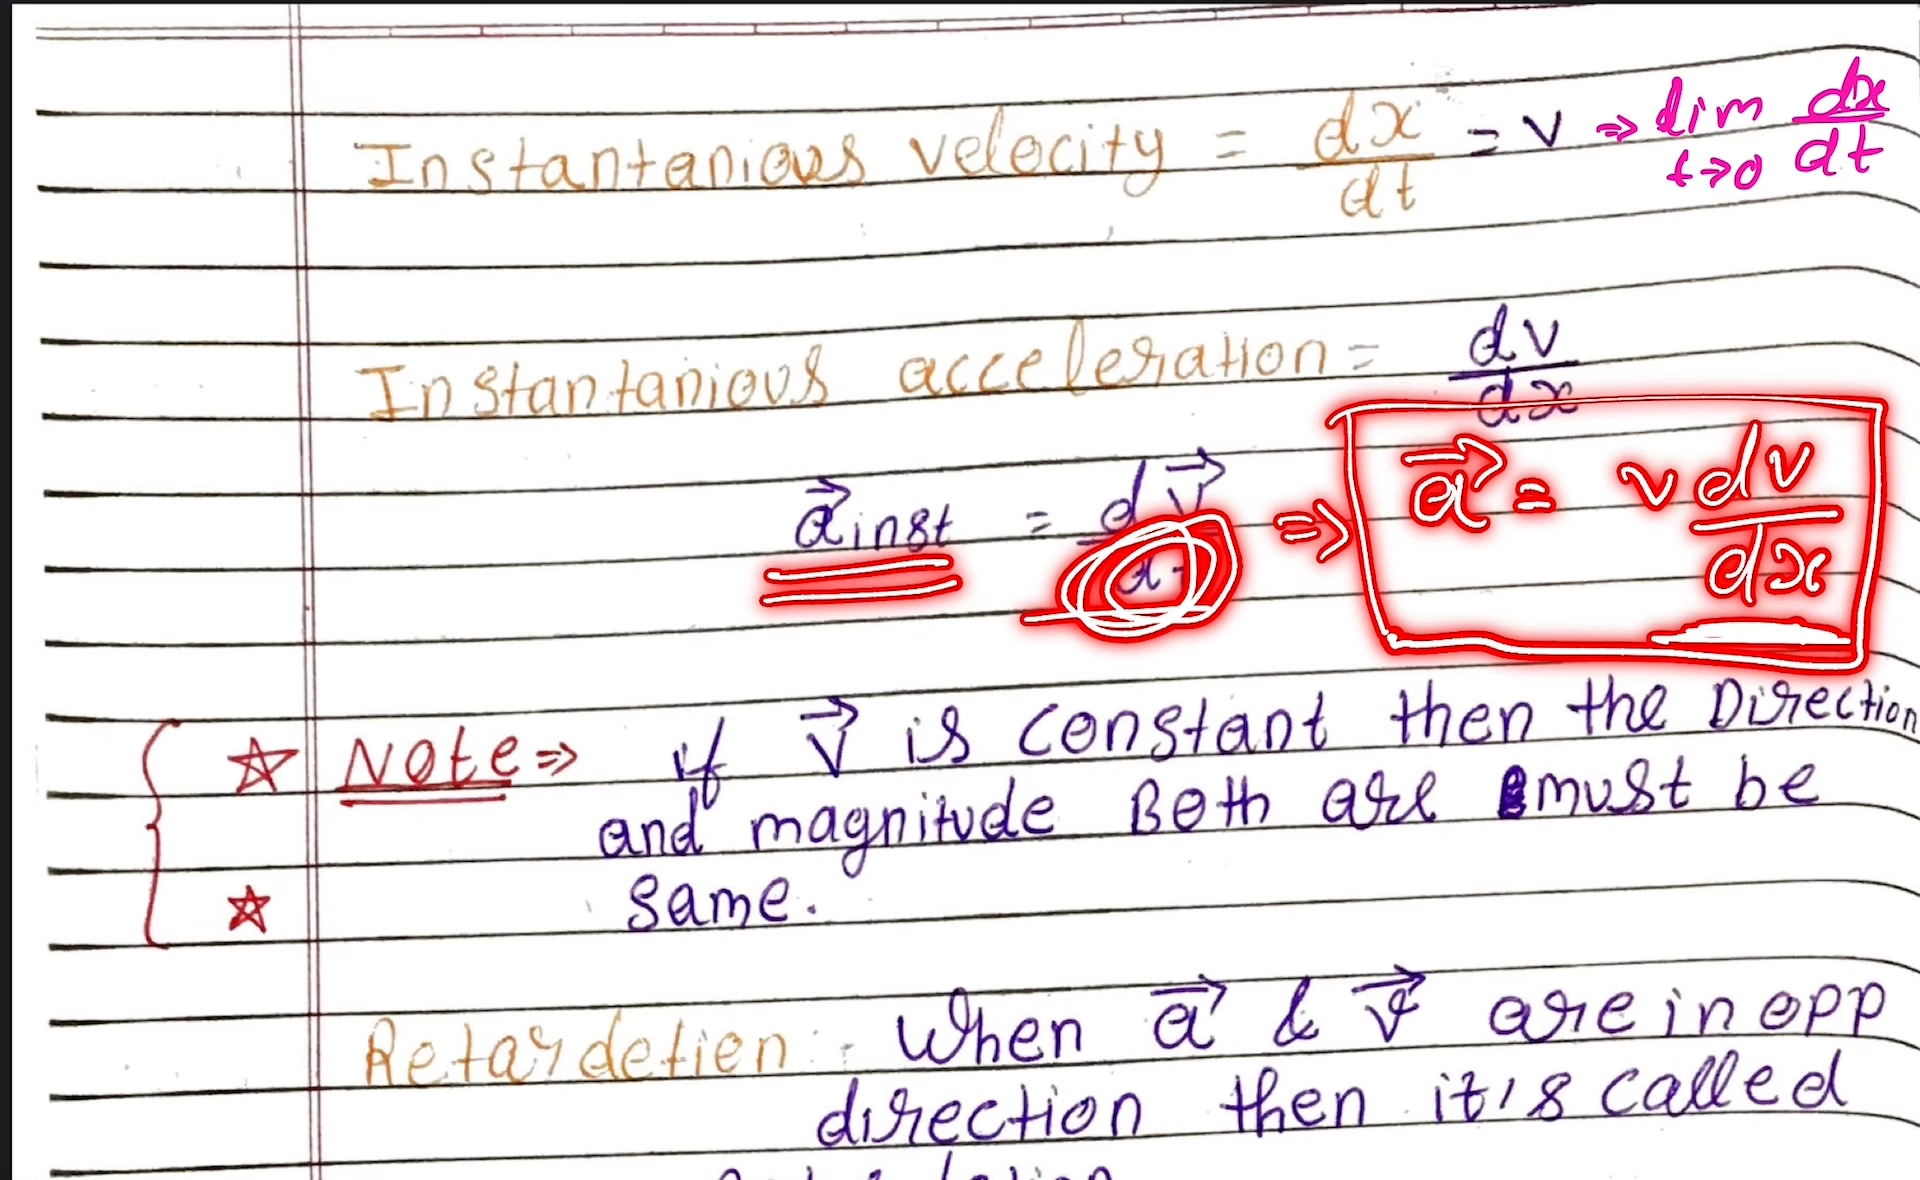 Instantanious velocity = dx/dt = v ⇒ lim t→0 dx/dt
Instantanious acceleration = dv/dx
a⃗inst = dv⃗/dt ⇒ a⃗ = v dv/dx
☆ Note ⇒ if v⃗ is constant then the Direction
and magnitude Both are must be
☆ same.
Retardetion : When a⃗ & v⃗ are in opp
direction then it's called